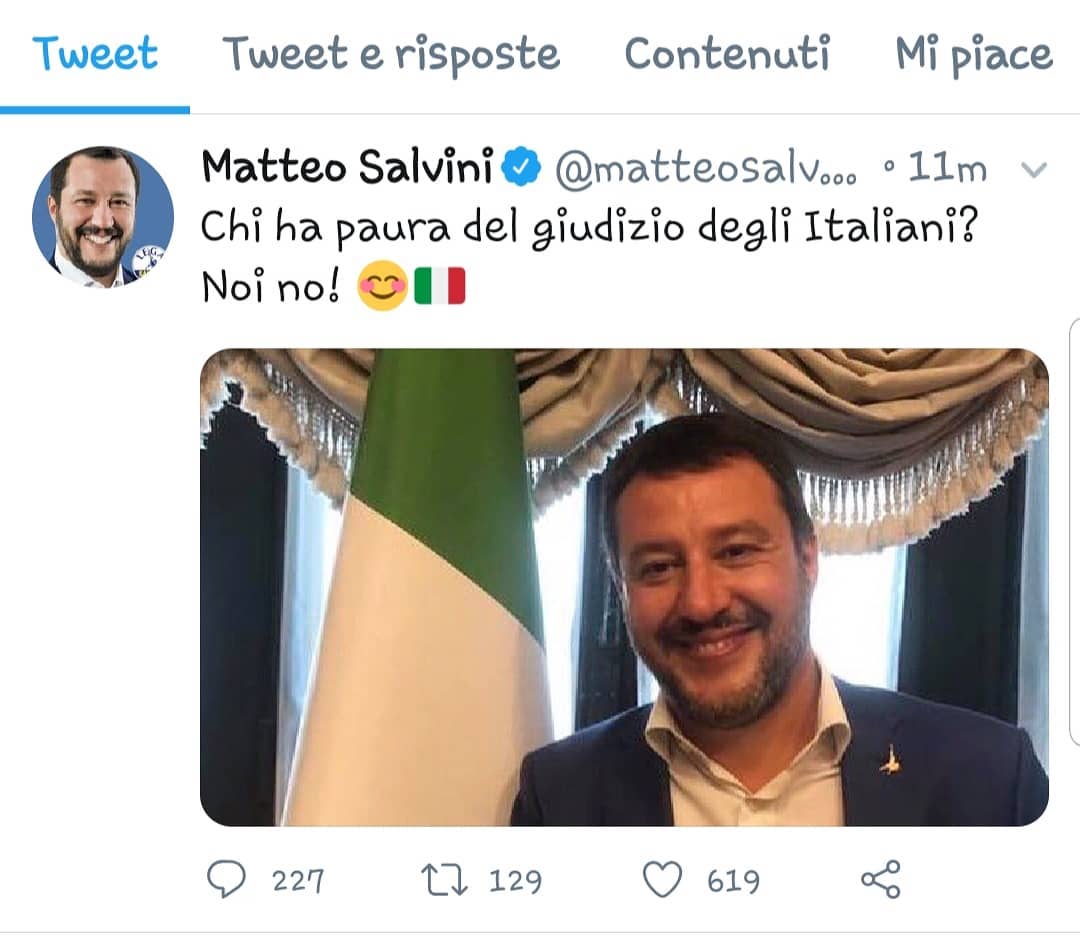 Tweet Tweet e risposte Contenuti Mi piace
Matteo Salvini @matteosalv... • 11m
Chi ha paura del giudizio degli Italiani?
Noi no! 😊🇮🇹
LEGA
227 129 619